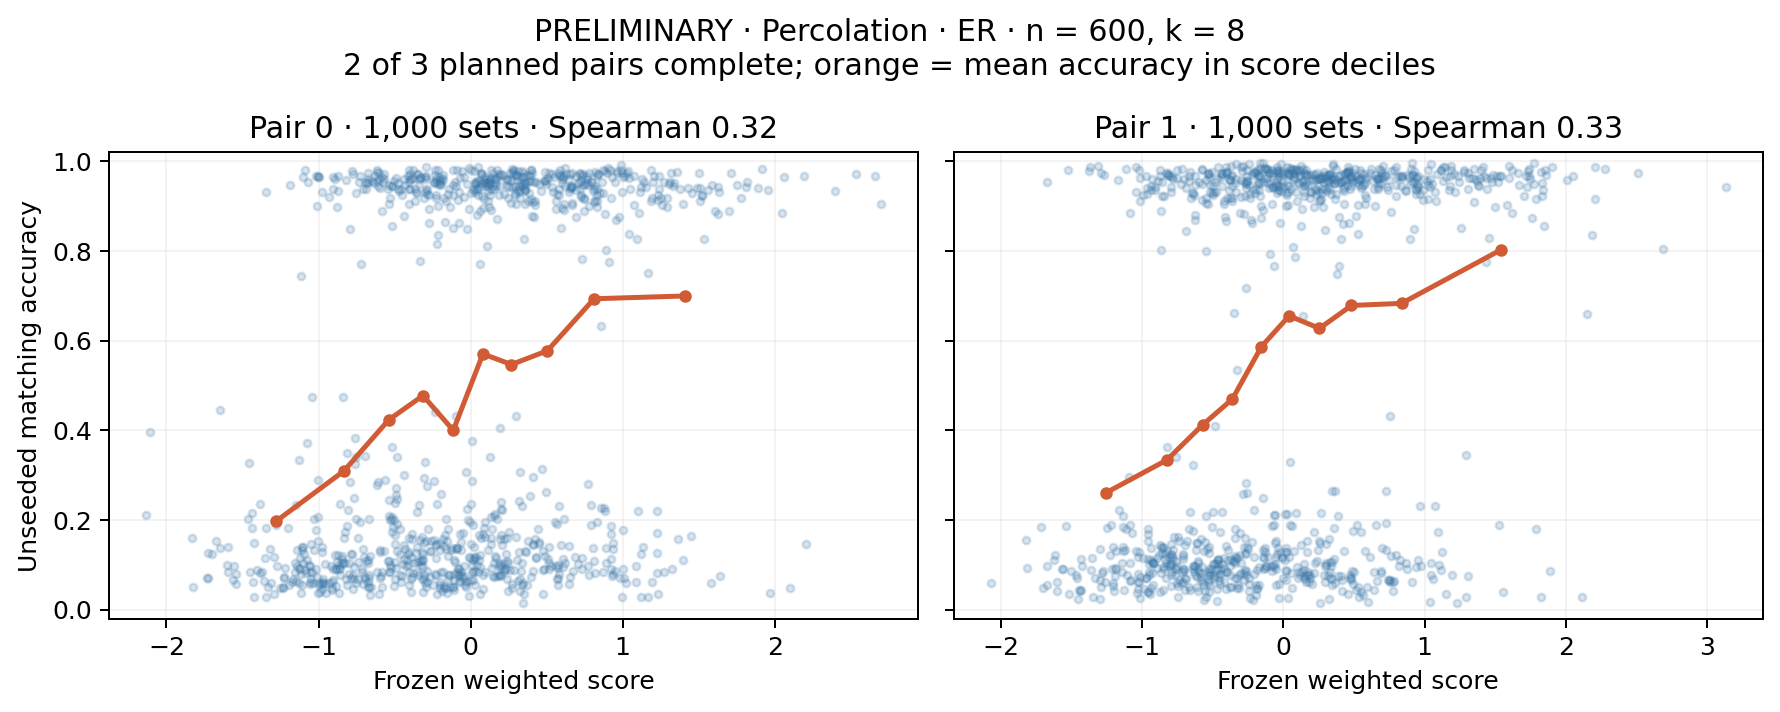 PRELIMINARY · Percolation · ER · n = 600, k = 8
2 of 3 planned pairs complete; orange = mean accuracy in score deciles
Pair 0 · 1,000 sets · Spearman 0.32
Pair 1 · 1,000 sets · Spearman 0.33
Unseeded matching accuracy
1.0
0.8
0.6
0.4
0.2
0.0
−2 −1 0 1 2
−2 −1 0 1 2 3
Frozen weighted score
Frozen weighted score